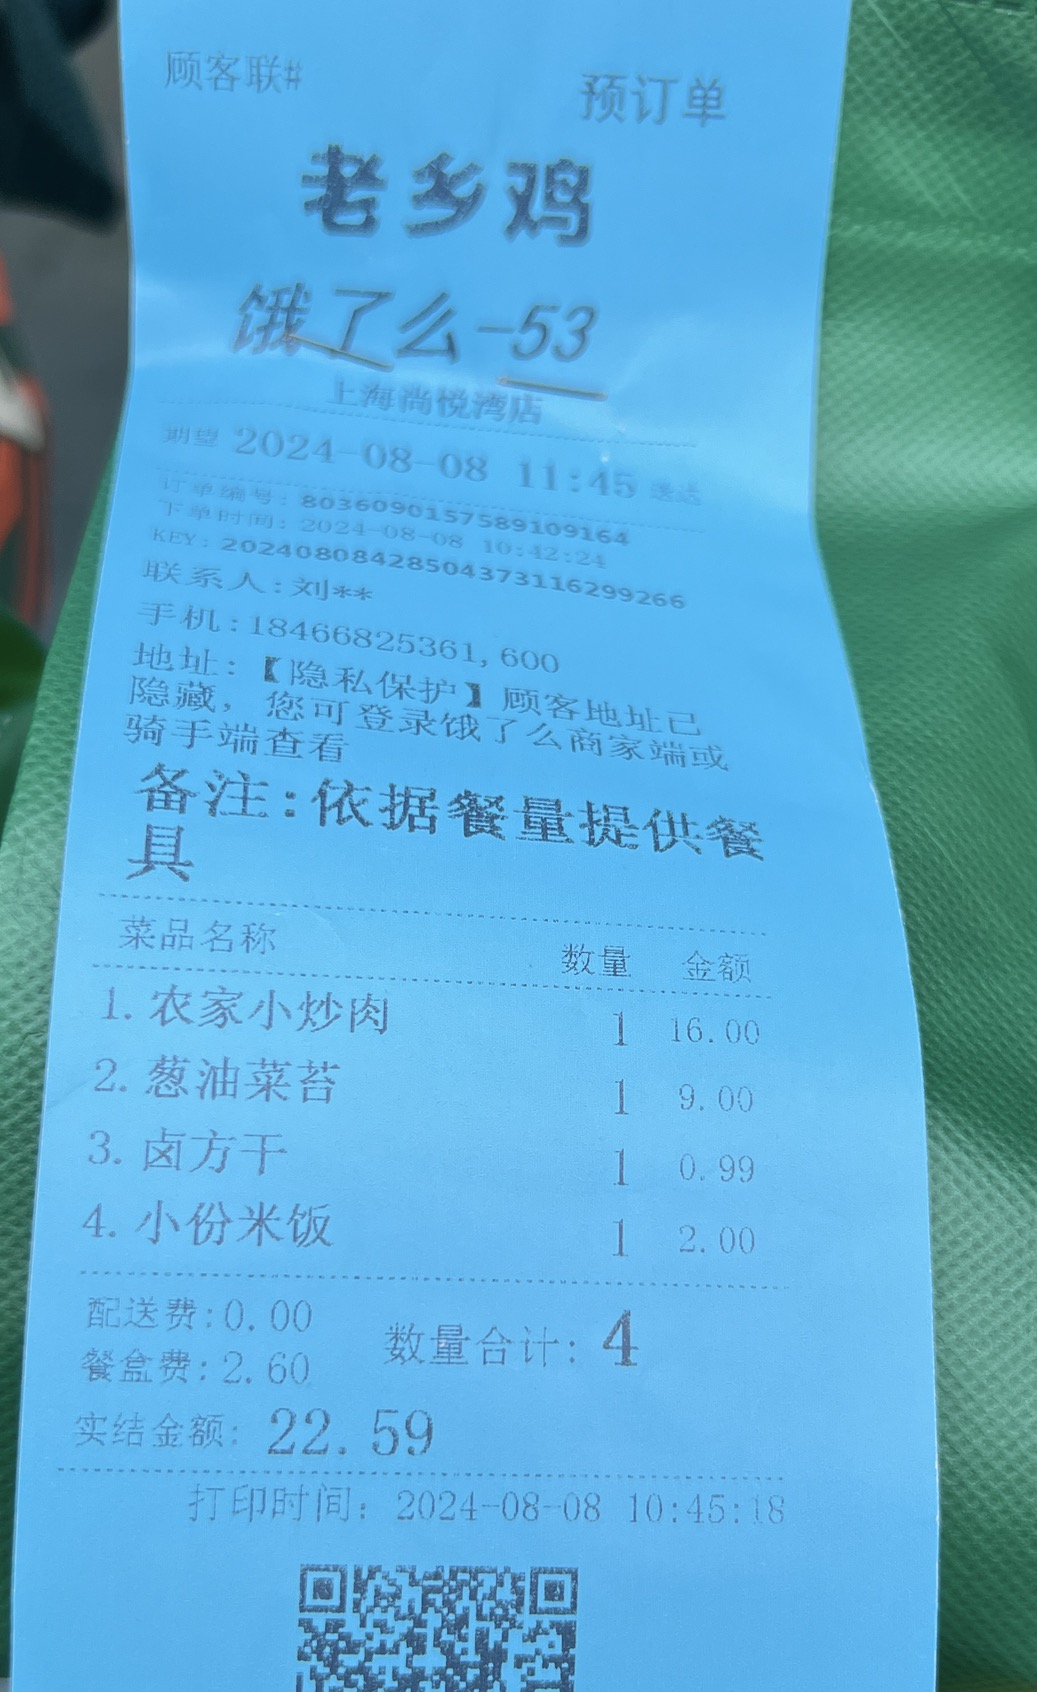 顾客联#
预订单
老乡鸡
饿了么-53
上海尚悦湾店
期望 2024-08-08 11:45 送达
订单编号: 803609015758910​9164
下单时间: 2024-08-08 10:42:24
KEY: 20240808428504373116299266
联系人:刘**
手机:18466825361,600
地址:【隐私保护】顾客地址已
隐藏，您可登录饿了么商家端或
骑手端查看
备注:依据餐量提供餐
具
菜品名称 数量 金额
1.农家小炒肉 1 16.00
2.葱油菜苔 1 9.00
3.卤方干 1 0.99
4.小份米饭 1 2.00
配送费:0.00
数量合计: 4
餐盒费:2.60
实结金额: 22.59
打印时间: 2024-08-08 10:45:18